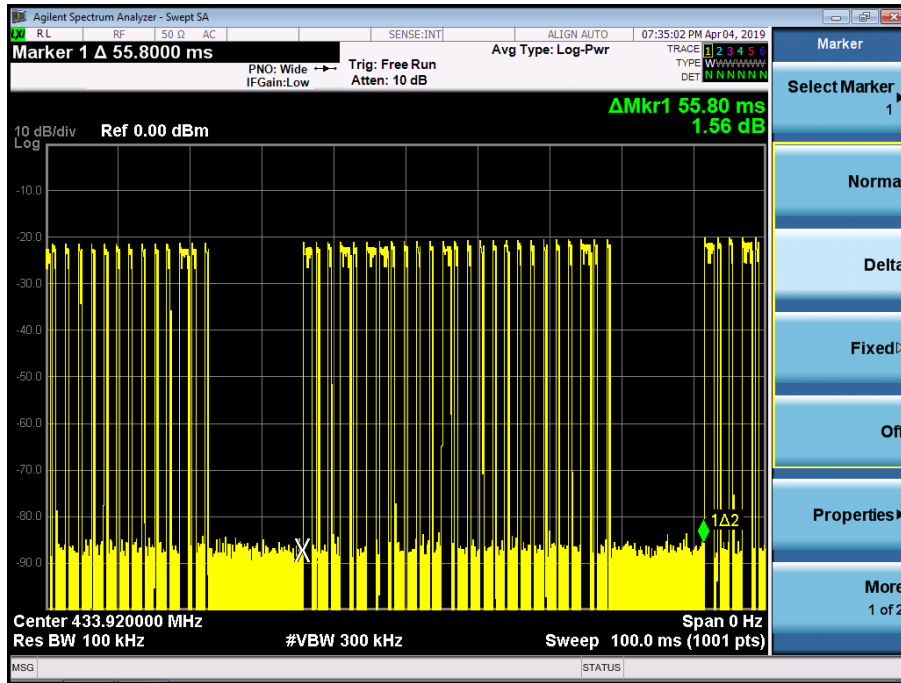 Agilent Spectrum Analyzer - Swept SA
LXI RL RF 50 Ω AC SENSE:INT ALIGN AUTO 07:35:02 PM Apr 04, 2019
Marker 1 Δ 55.8000 ms
PNO: Wide
IFGain:Low
Trig: Free Run
Atten: 10 dB
Avg Type: Log-Pwr
TRACE 1 2 3 4 5 6
TYPE WWWWWW
DET N N N N N N
ΔMkr1 55.80 ms
1.56 dB
10 dB/div Ref 0.00 dBm
Log
-10.0
-20.0
-30.0
-40.0
-50.0
-60.0
-70.0
-80.0
-90.0
X
1Δ2
Center 433.920000 MHz Span 0 Hz
Res BW 100 kHz #VBW 300 kHz Sweep 100.0 ms (1001 pts)
MSG STATUS
Marker
Select Marker
1
Norma
Delta
Fixed
Off
Properties
More
1 of 2